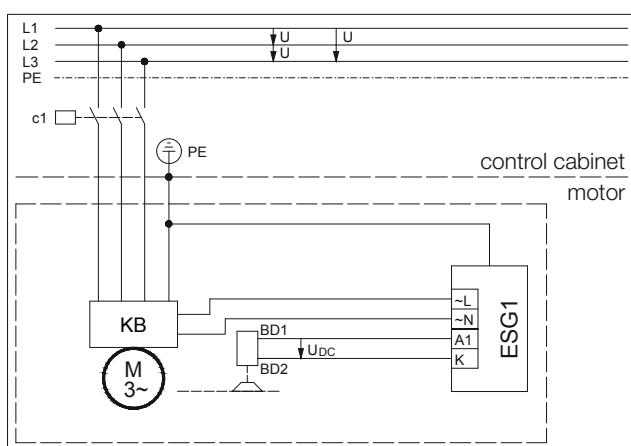 L1
L2
L3
PE
U
U
U
c1
PE
control cabinet
motor
KB
M
3~
BD1
BD2
UDC
~L
~N
A1
K
ESG1